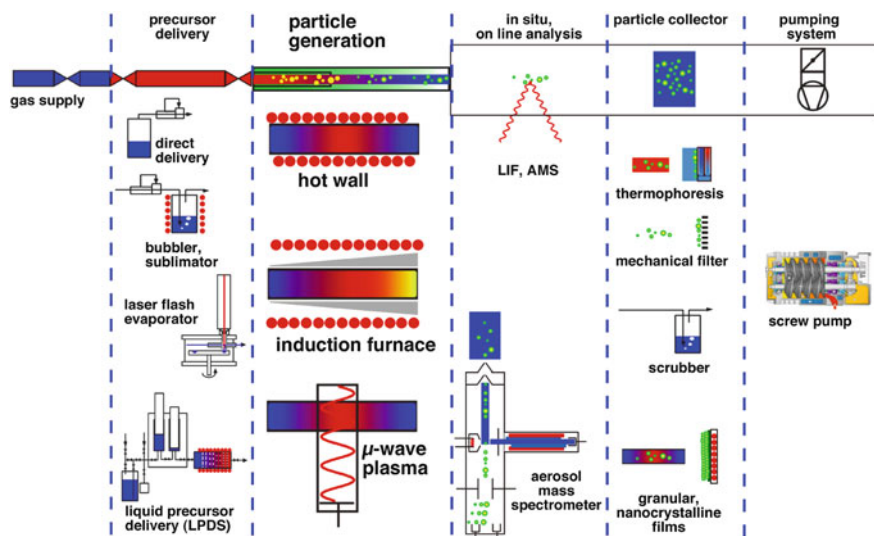 precursor
delivery
particle
generation
in situ,
on line analysis
particle collector
pumping
system
gas supply
direct
delivery
bubbler,
sublimator
laser flash
evaporator
liquid precursor
delivery (LPDS)
hot wall
induction furnace
μ-wave
plasma
LIF, AMS
aerosol
mass
spectrometer
thermophoresis
mechanical filter
scrubber
granular,
nanocrystalline
films
screw pump